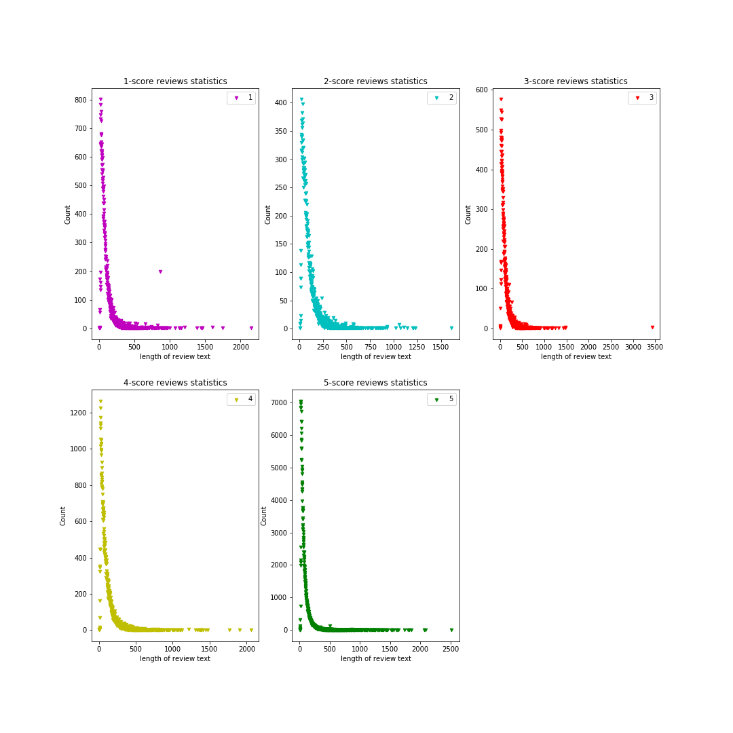 1-score reviews statistics
2-score reviews statistics
3-score reviews statistics
1
2
3
800
700
600
500
400
300
200
100
0
Count
0 500 1000 1500 2000
length of review text
400
350
300
250
200
150
100
50
0
Count
0 250 500 750 1000 1250 1500
length of review text
600
500
400
300
200
100
0
Count
0 500 1000 1500 2000 2500 3000 3500
length of review text
4-score reviews statistics
5-score reviews statistics
4
5
1200
1000
800
600
400
200
0
Count
0 500 1000 1500 2000
length of review text
7000
6000
5000
4000
3000
2000
1000
0
Count
0 500 1000 1500 2000 2500
length of review text